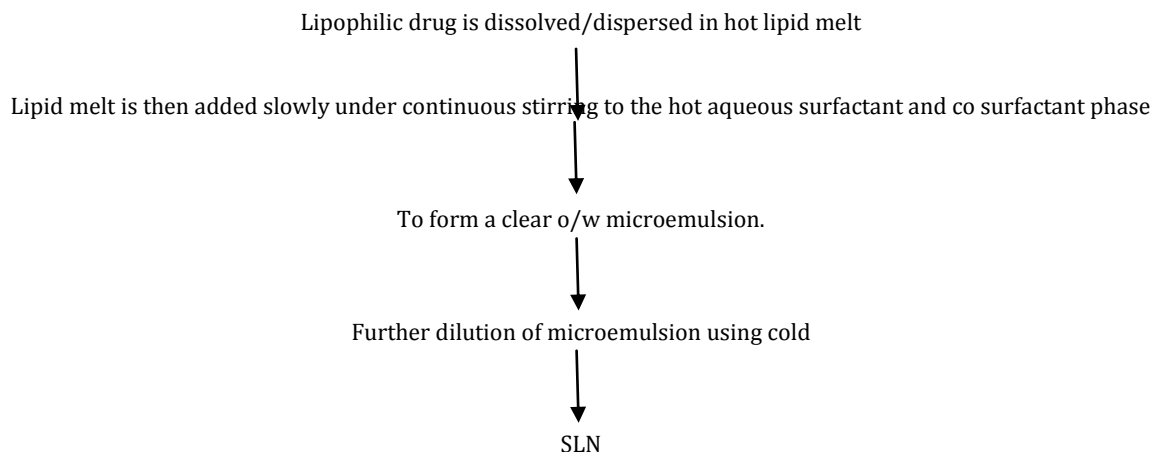 Lipophilic drug is dissolved/dispersed in hot lipid melt
Lipid melt is then added slowly under continuous stirring to the hot aqueous surfactant and co surfactant phase
To form a clear o/w microemulsion.
Further dilution of microemulsion using cold
SLN